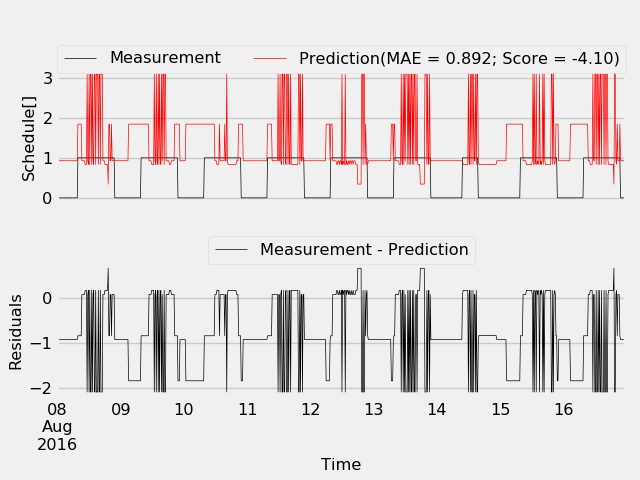 Measurement
Prediction(MAE = 0.892; Score = -4.10)
Schedule[]
3
2
1
0
Measurement - Prediction
Residuals
0
−1
−2
08 09 10 11 12 13 14 15 16
Aug
2016
Time